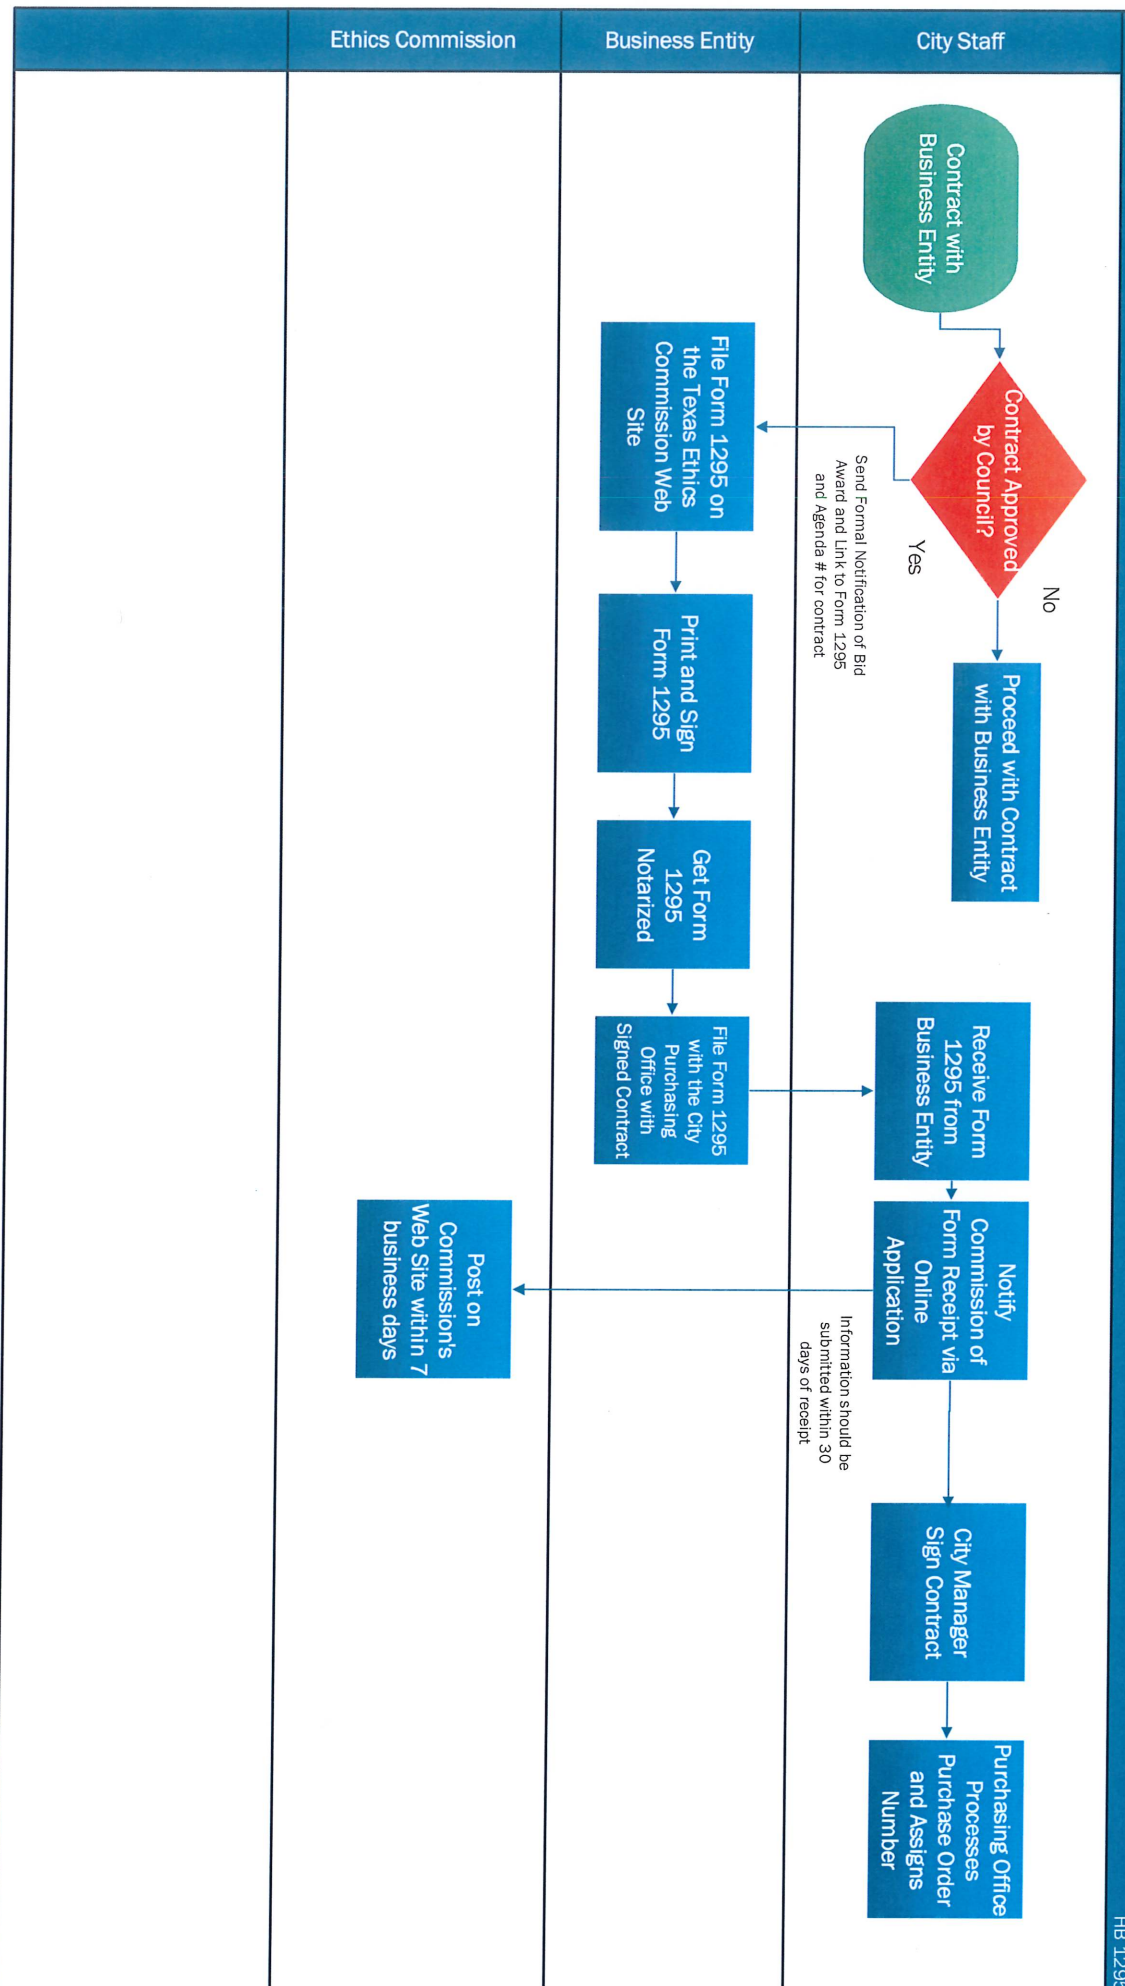 HB 1295
City Staff
Business Entity
Ethics Commission
Contract with
Business Entity
Contract Approved
by Council?
No
Yes
Proceed with Contract
with Business Entity
Send Formal Notification of Bid
Award and Link to Form 1295
and Agenda # for contract
File Form 1295 on
the Texas Ethics
Commission Web
Site
Print and Sign
Form 1295
Get Form
1295
Notarized
File Form 1295
with the City
Purchasing
Office with
Signed Contract
Receive Form
1295 from
Business Entity
Notify
Commission of
Form Receipt via
Online
Application
Information should be
submitted within 30
days of receipt
Post on
Commission's
Web Site within 7
business days
City Manager
Sign Contract
Purchasing Office
Processes
Purchase Order
and Assigns
Number